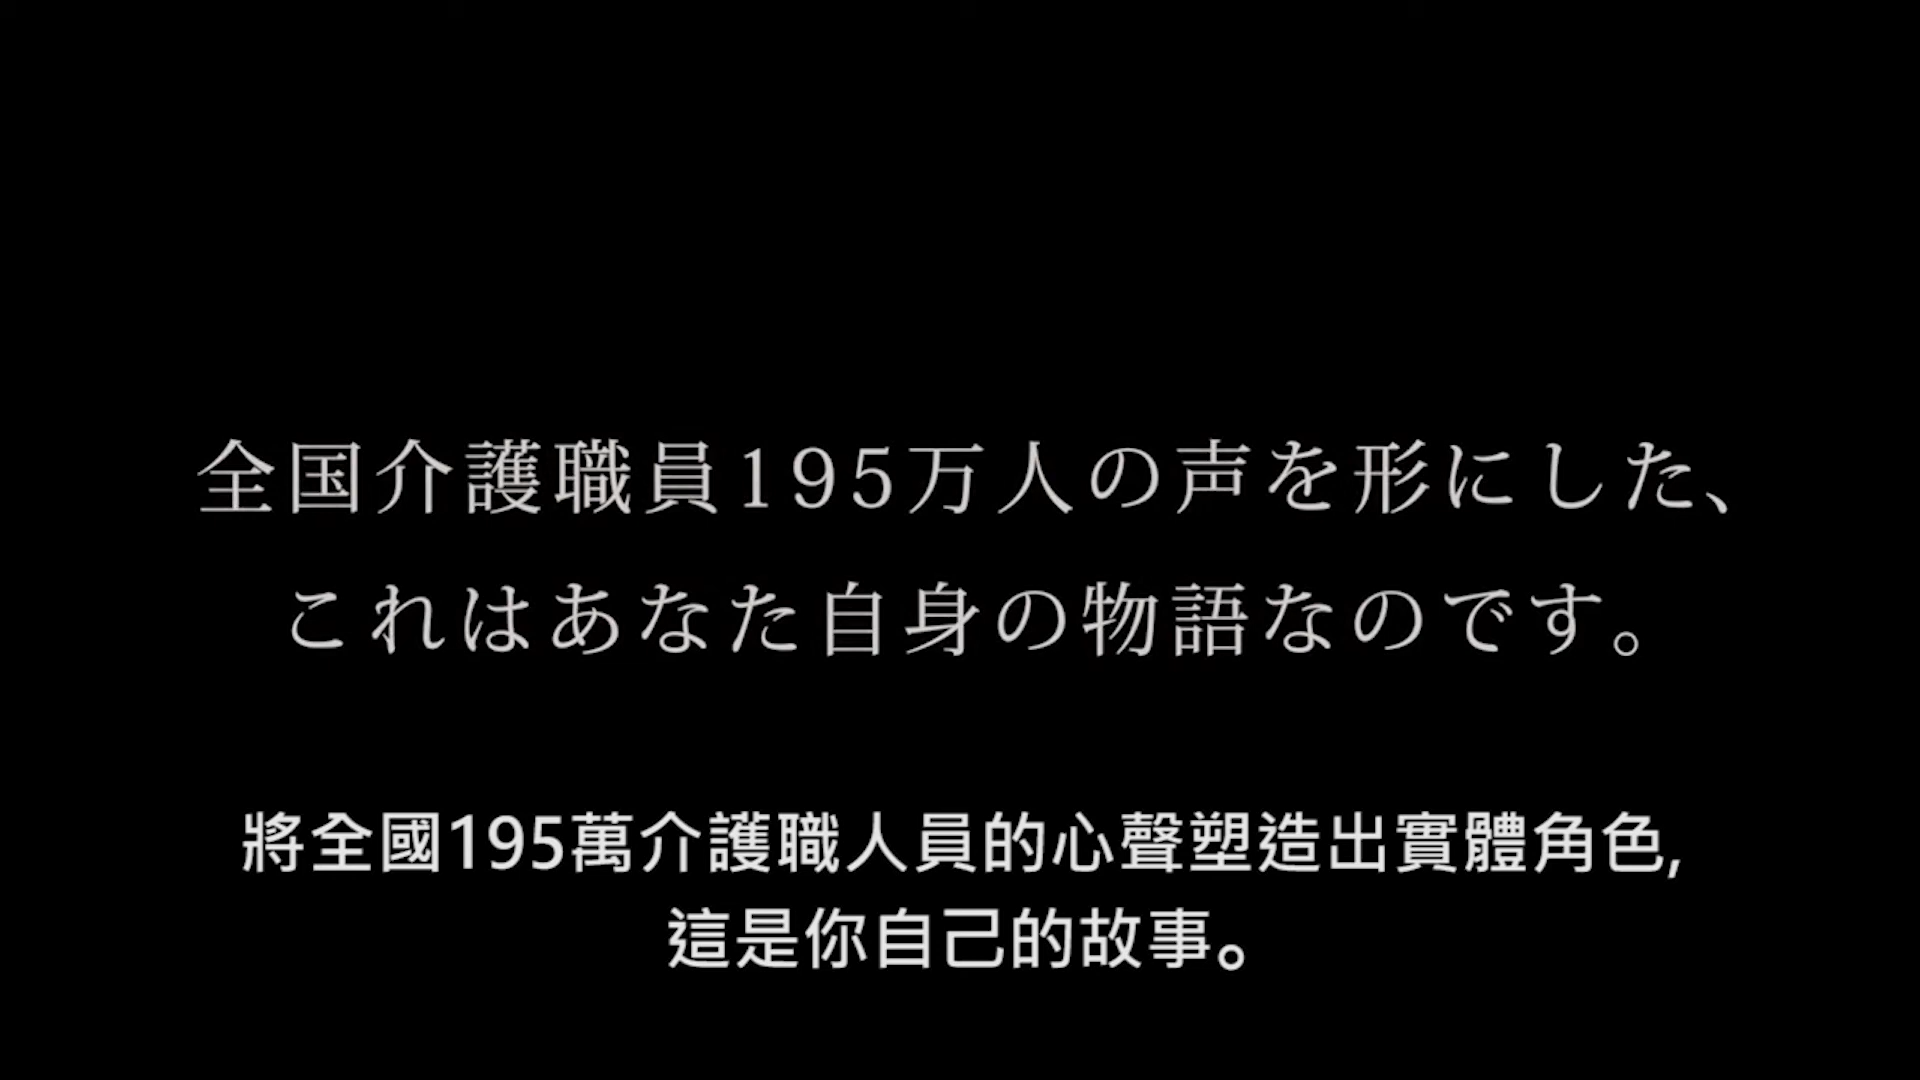 全国介護職員195万人の声を形にした、
これはあなた自身の物語なのです。
將全國195萬介護職人員的心聲塑造出實體角色,
這是你自己的故事。